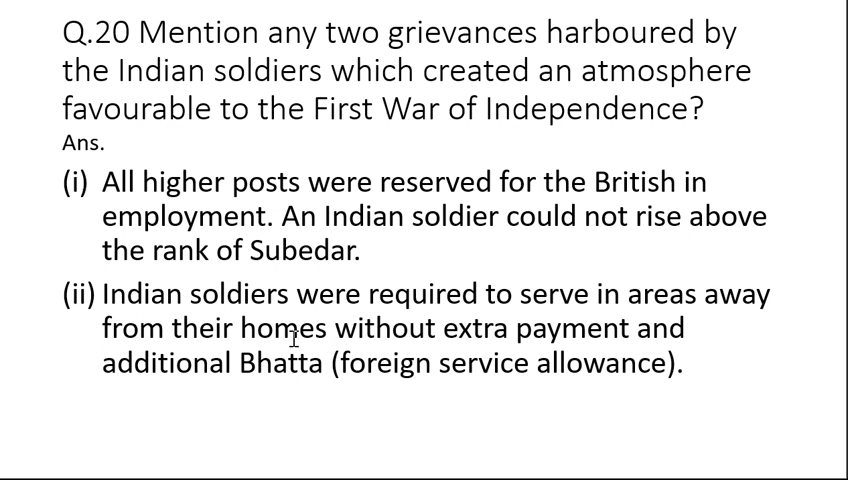 Q.20 Mention any two grievances harboured by
the Indian soldiers which created an atmosphere
favourable to the First War of Independence?
Ans.
(i) All higher posts were reserved for the British in
employment. An Indian soldier could not rise above
the rank of Subedar.
(ii) Indian soldiers were required to serve in areas away
from their homes without extra payment and
additional Bhatta (foreign service allowance).